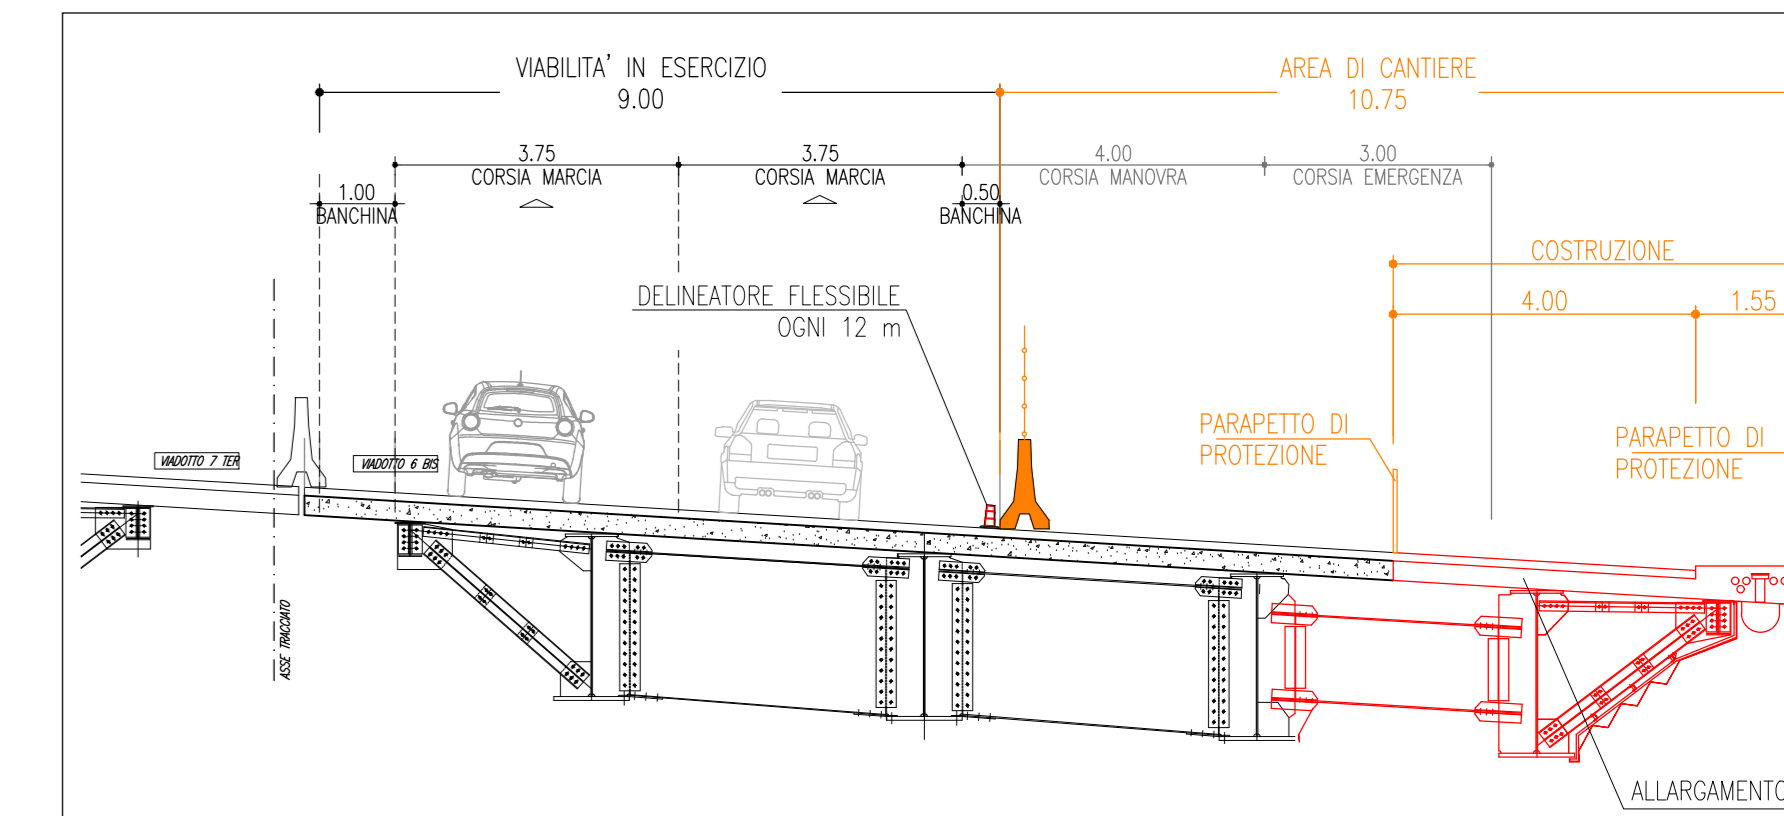 VIABILITA' IN ESERCIZIO
9.00
AREA DI CANTIERE
10.75
3.75
CORSIA MARCIA
3.75
CORSIA MARCIA
4.00
CORSIA MANOVRA
3.00
CORSIA EMERGENZA
1.00
BANCHINA
0.50
BANCHINA
COSTRUZIONE
4.00
1.55
DELINEATORE FLESSIBILE
OGNI 12 m
PARAPETTO DI
PROTEZIONE
PARAPETTO DI
PROTEZIONE
VIADOTTO 7 TER
VIADOTTO 6 BIS
ASSE TRACCIATO
ALLARGAMENTO